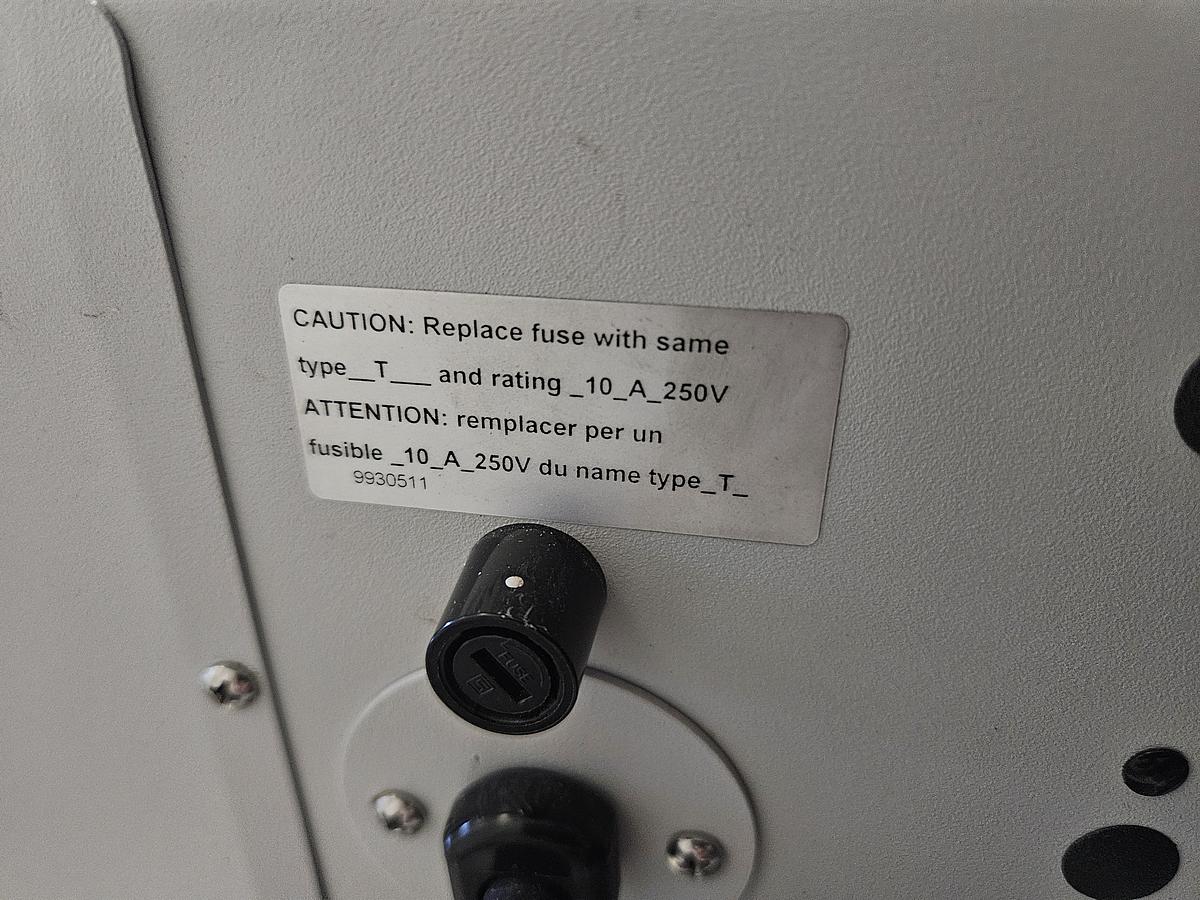 CAUTION: Replace fuse with same
type__T___ and rating _10_A_250V
ATTENTION: remplacer per un
fusible _10_A_250V du name type_T_
9930511
FUSE